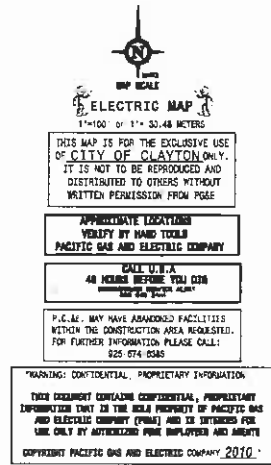 N
MAP SCALE
ELECTRIC MAP
1"=100' or 1"= 30.48 METERS
THIS MAP IS FOR THE EXCLUSIVE USE
OF CITY OF CLAYTON ONLY.
IT IS NOT TO BE REPRODUCED AND
DISTRIBUTED TO OTHERS WITHOUT
WRITTEN PERMISSION FROM PG&E
APPROXIMATE LOCATIONS
VERIFY BY HAND TOOLS
PACIFIC GAS AND ELECTRIC COMPANY
CALL U.S.A
48 HOURS BEFORE YOU DIG
P.G.&E. MAY HAVE ABANDONED FACILITIES
WITHIN THE CONSTRUCTION AREA REQUESTED.
FOR FURTHER INFORMATION PLEASE CALL:
925-674-6385
"WARNING: CONFIDENTIAL, PROPRIETARY INFORMATION
THIS DOCUMENT CONTAINS CONFIDENTIAL, PROPRIETARY
INFORMATION THAT IS THE SOLE PROPERTY OF PACIFIC GAS
AND ELECTRIC COMPANY (PG&E) AND IS INTENDED FOR
USE ONLY BY AUTHORIZED PG&E EMPLOYEES AND AGENTS
COPYRIGHT PACIFIC GAS AND ELECTRIC COMPANY 2010"